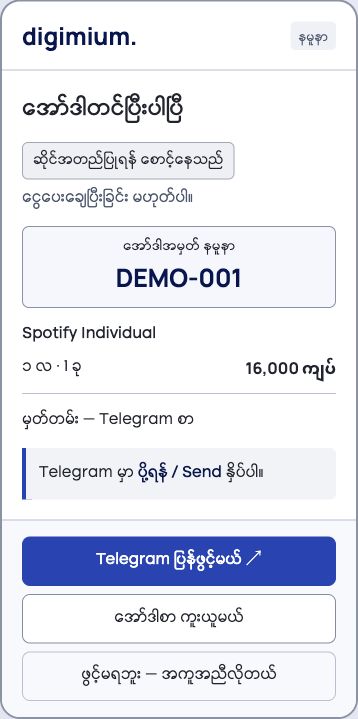 digimium.
နမူနာ
အော်ဒါတင်ပြီးပါပြီ
ဆိုင်အတည်ပြုရန် စောင့်နေသည်
ငွေပေးချေပြီးခြင်း မဟုတ်ပါ။
အော်ဒါအမှတ် နမူနာ
DEMO-001
Spotify Individual
၁ လ · 1 ခု
16,000 ကျပ်
မှတ်တမ်း — Telegram စာ
Telegram မှာ ပို့ရန် / Send နှိပ်ပါ။
Telegram ပြန်ဖွင့်မယ် ↗
အော်ဒါစာ ကူးယူမယ်
ဖွင့်မရဘူး — အကူအညီလိုတယ်